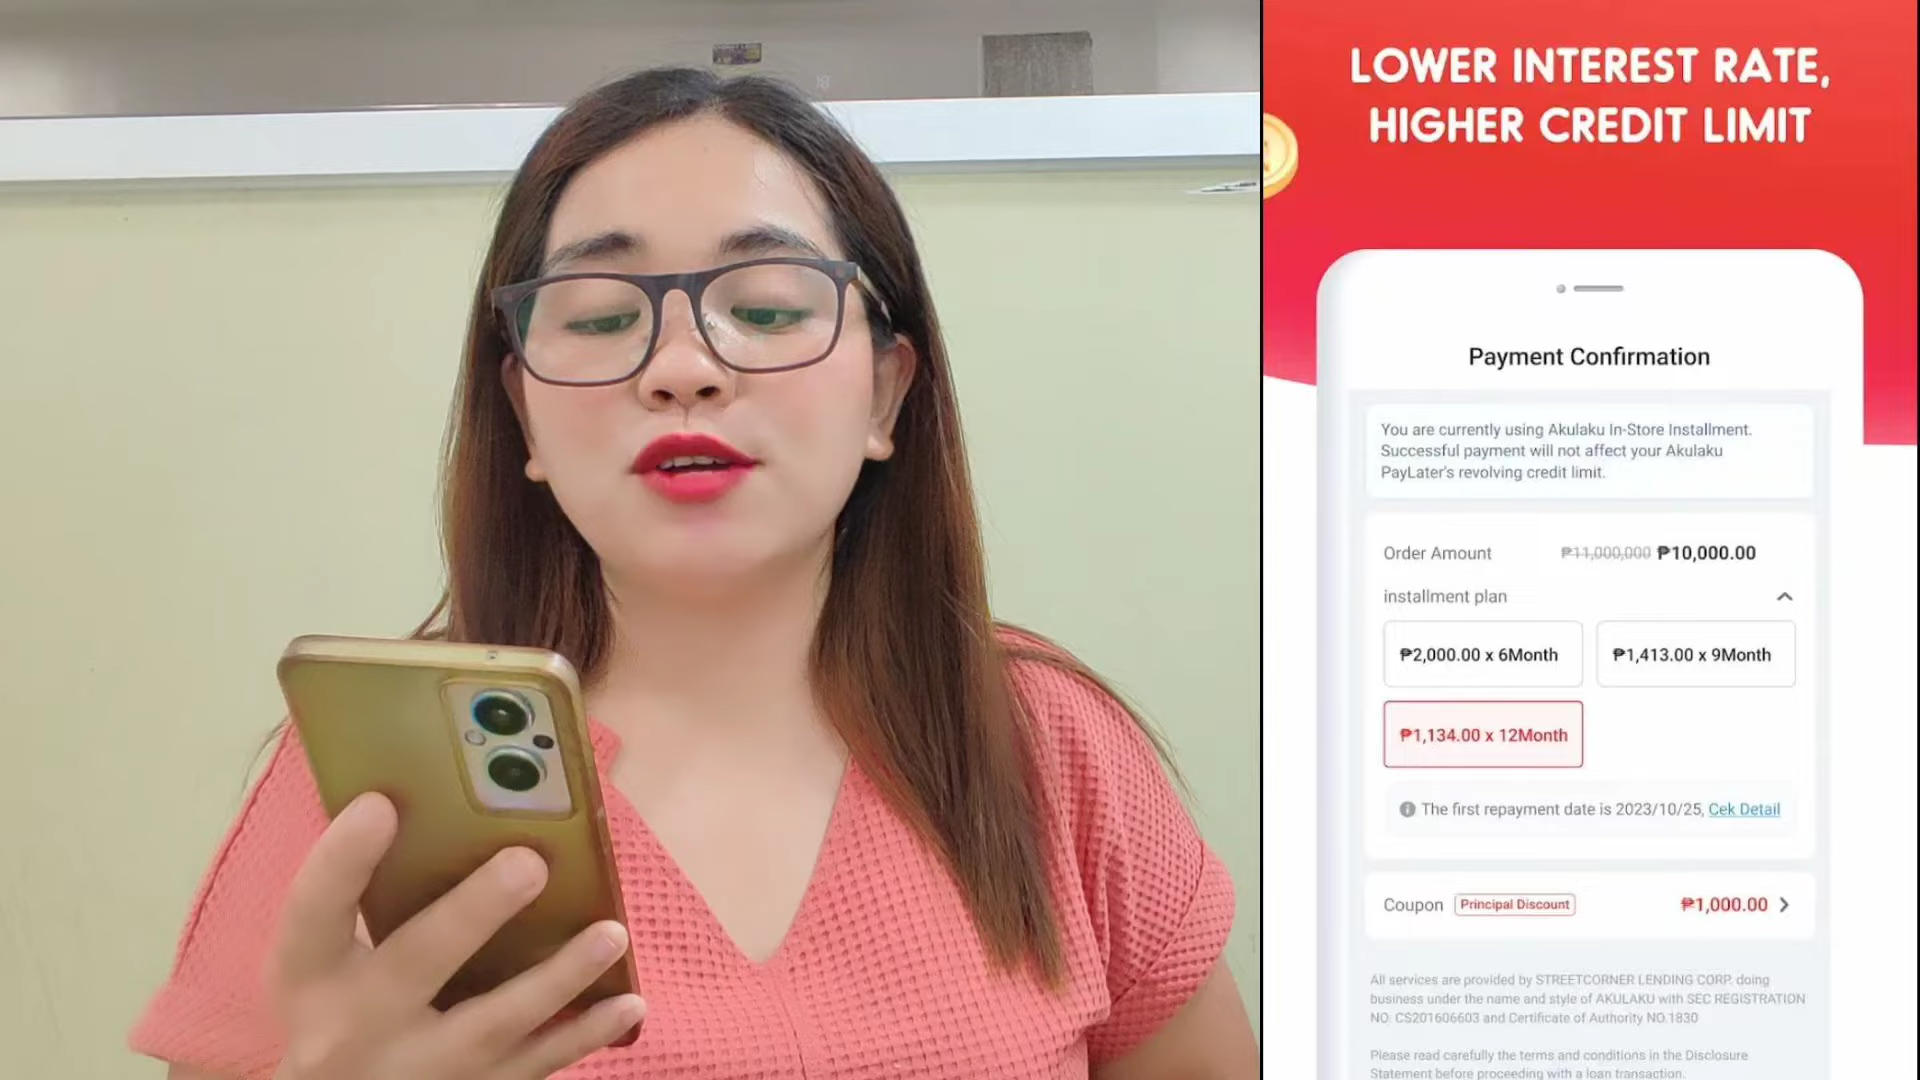 LOWER INTEREST RATE,
HIGHER CREDIT LIMIT
Payment Confirmation
You are currently using Akulaku In-Store Installment.
Successful payment will not affect your Akulaku
PayLater's revolving credit limit.
Order Amount ₱11,000,000 ₱10,000.00
installment plan
₱2,000.00 x 6Month ₱1,413.00 x 9Month
₱1,134.00 x 12Month
The first repayment date is 2023/10/25, Cek Detail
Coupon Principal Discount ₱1,000.00
All services are provided by STREETCORNER LENDING CORP. doing
business under the name and style of AKULAKU with SEC REGISTRATION
NO. CS201606603 and Certificate of Authority NO.1830
Please read carefully the terms and conditions in the Disclosure
Statement before proceeding with a loan transaction.